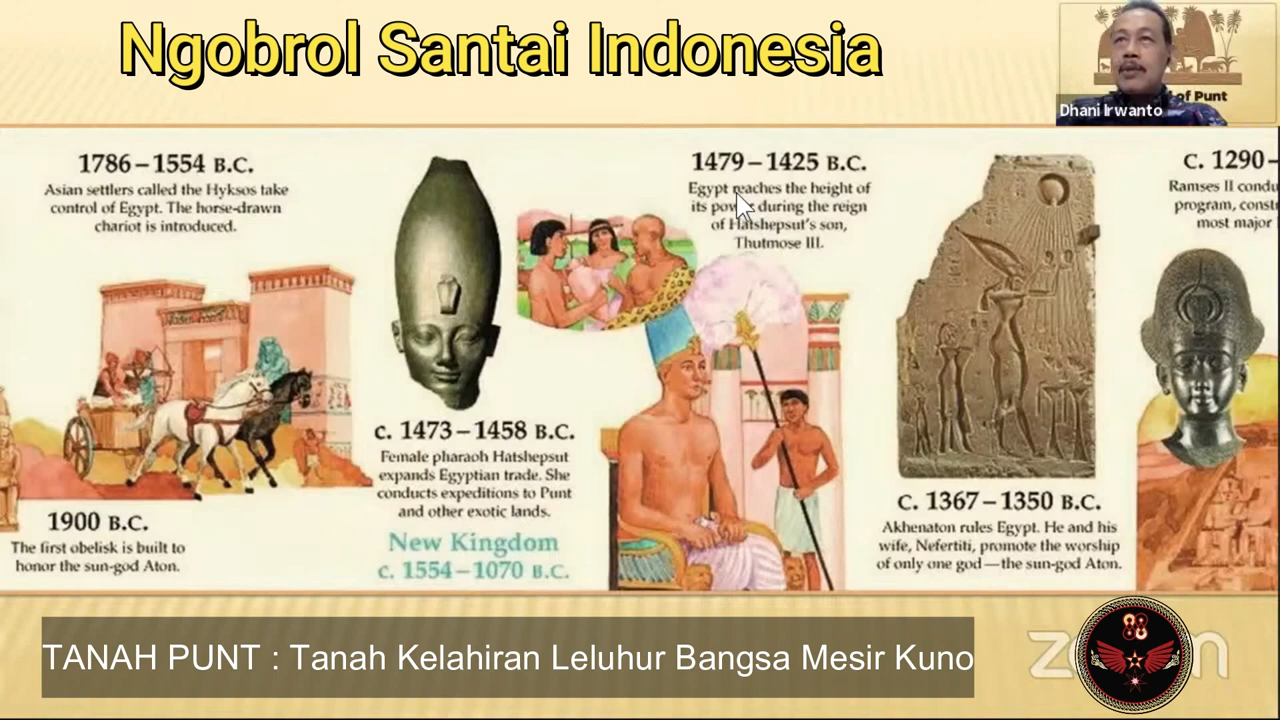 Ngobrol Santai Indonesia
of Punt
Dhani Irwanto
1786–1554 B.C.
Asian settlers called the Hyksos take
control of Egypt. The horse-drawn
chariot is introduced.
1900 B.C.
The first obelisk is built to
honor the sun-god Aton.
c. 1473–1458 B.C.
Female pharaoh Hatshepsut
expands Egyptian trade. She
conducts expeditions to Punt
and other exotic lands.
New Kingdom
c. 1554–1070 B.C.
1479–1425 B.C.
Egypt reaches the height of
its power during the reign
of Hatshepsut's son,
Thutmose III.
C. 1367–1350 B.C.
Akhenaton rules Egypt. He and his
wife, Nefertiti, promote the worship
of only one god—the sun-god Aton.
C. 1290–
Ramses II
program,
most major
TANAH PUNT : Tanah Kelahiran Leluhur Bangsa Mesir Kuno
zoom